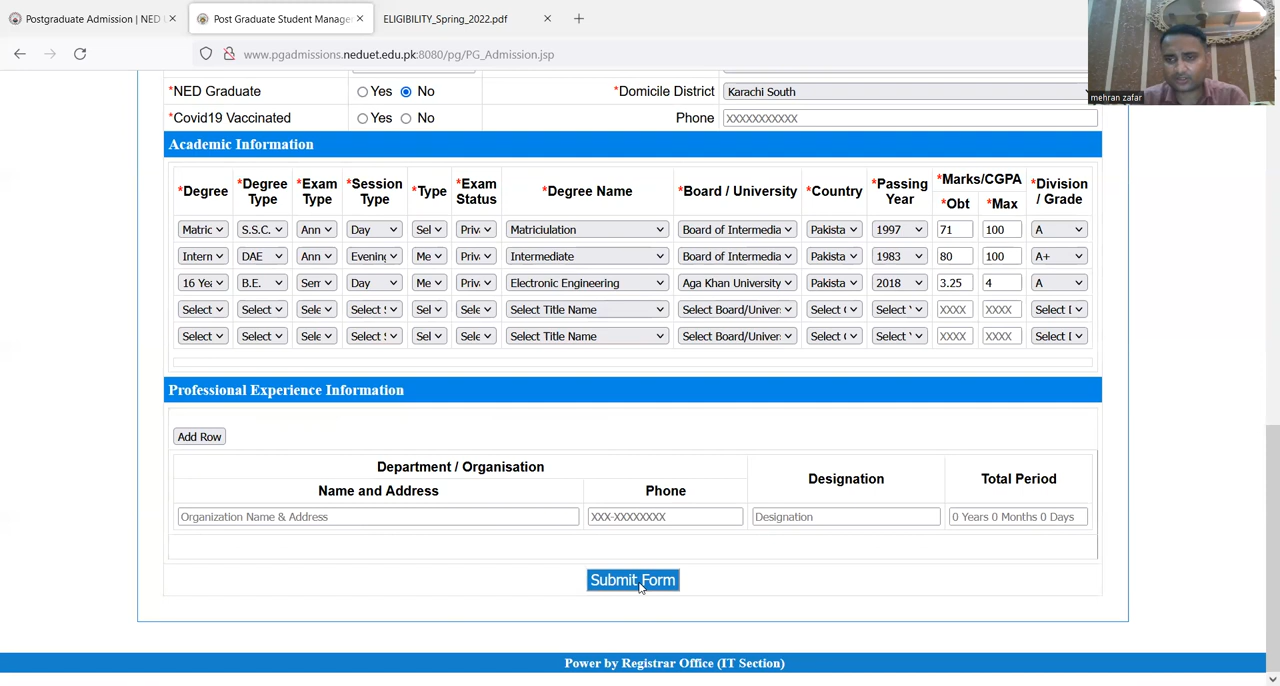 Postgraduate Admission | NED
Post Graduate Student Manage
ELIGIBILITY_Spring_2022.pdf
www.pgadmissions.neduet.edu.pk:8080/pg/PG_Admission.jsp
mehran zafar
*NED Graduate Yes No *Domicile District Karachi South
*Covid19 Vaccinated Yes No Phone XXXXXXXXXXX
Academic Information
*Degree *Degree Type *Exam Type *Session Type *Type *Exam Status *Degree Name *Board / University *Country *Passing Year *Marks/CGPA *Obt *Max *Division / Grade
Matric S.S.C. Ann Day Sel Priv Matriciulation Board of Intermedia Pakista 1997 71 100 A
Intern DAE Ann Evening Me Priv Intermediate Board of Intermedia Pakista 1983 80 100 A+
16 Yea B.E. Sem Day Me Priv Electronic Engineering Aga Khan University Pakista 2018 3.25 4 A
Select Select Sele Select S Sel Sele Select Title Name Select Board/Univer Select C Select Y XXXX XXXX Select D
Select Select Sele Select S Sel Sele Select Title Name Select Board/Univer Select C Select Y XXXX XXXX Select D
Professional Experience Information
Add Row
Department / Organisation Designation Total Period
Name and Address Phone
Organization Name & Address XXX-XXXXXXXX Designation 0 Years 0 Months 0 Days
Submit Form
Power by Registrar Office (IT Section)